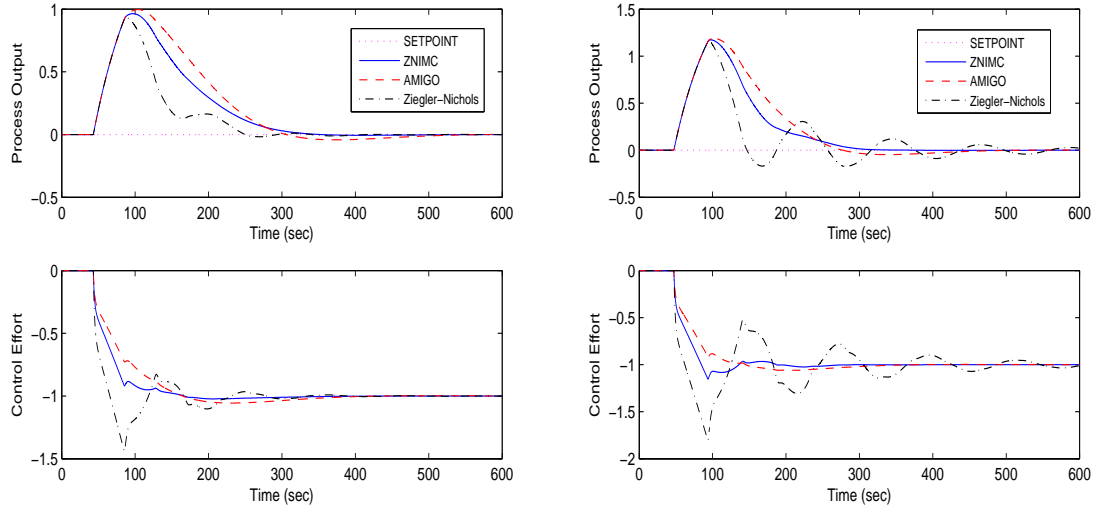 1
0.5
0
−0.5
0
100
200
300
400
500
600
Time (sec)
Process Output
SETPOINT
ZNIMC
AMIGO
Ziegler−Nichols
1.5
1
0.5
0
−0.5
0
100
200
300
400
500
600
Time (sec)
Process Output
SETPOINT
ZNIMC
AMIGO
Ziegler−Nichols
0
−0.5
−1
−1.5
0
100
200
300
400
500
600
Time (sec)
Control Effort
0
−0.5
−1
−1.5
−2
0
100
200
300
400
500
600
Time (sec)
Control Effort